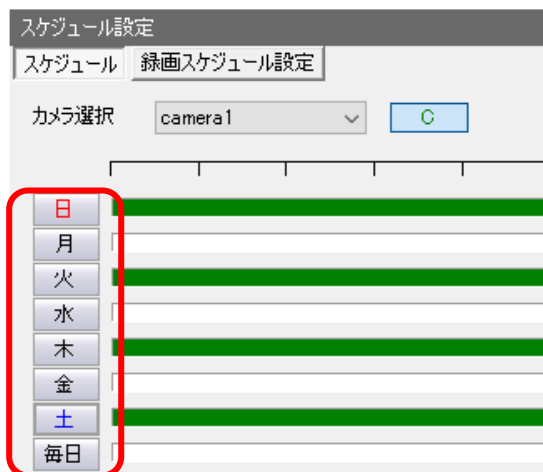 スケジュール設定
スケジュール 録画スケジュール設定
カメラ選択 camera1 C
日
月
火
水
木
金
土
毎日